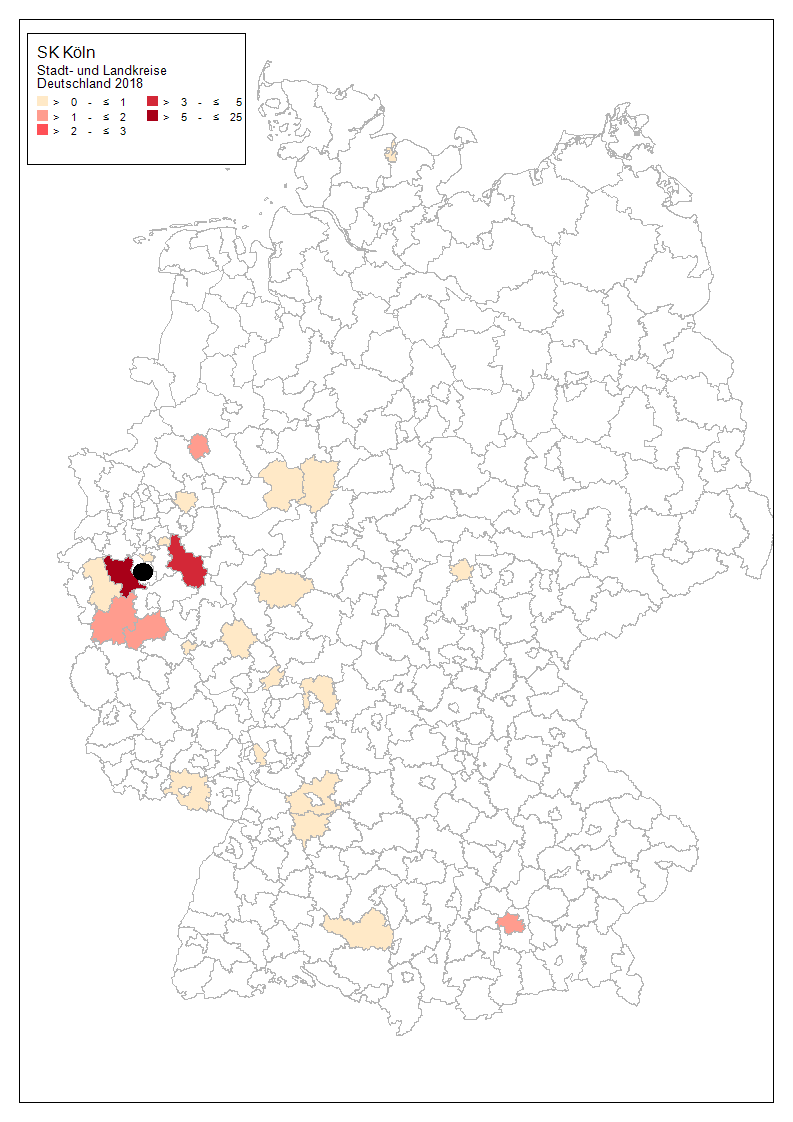 SK Köln
Stadt- und Landkreise
Deutschland 2018
> 0 - ≤ 1 > 3 - ≤ 5
> 1 - ≤ 2 > 5 - ≤ 25
> 2 - ≤ 3